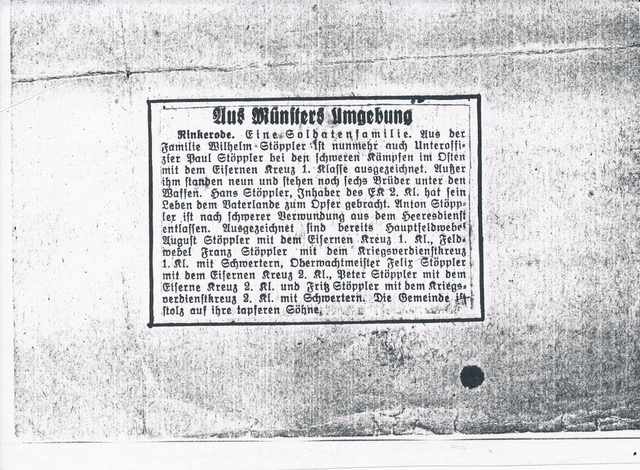 Aus Münsters Umgebung
Rinkerode. Eine Soldatenfamilie. Aus der
Familie Wilhelm Stöppler ist nunmehr auch Unteroffi-
zier Paul Stöppler bei den schweren Kämpfen im Osten
mit dem Eisernen Kreuz 1. Klasse ausgezeichnet. Außer
ihm standen neun und stehen noch sechs Brüder unter den
Waffen. Hans Stöppler, Inhaber des EK 2. Kl. hat sein
Leben dem Vaterlande zum Opfer gebracht. Anton Stöpp-
ler ist nach schwerer Verwundung aus dem Heeresdienst
entlassen. Ausgezeichnet sind bereits Hauptfeldwebel
August Stöppler mit dem Eisernen Kreuz 1. Kl., Feld-
webel Franz Stöppler mit dem Kriegsverdienstkreuz
1. Kl. mit Schwertern, Oberwachtmeister Felix Stöppler
mit dem Eisernen Kreuz 2. Kl., Peter Stöppler mit dem
Eiserne Kreuz 2. Kl. und Fritz Stöppler mit dem Kriegs-
verdienstkreuz 2. Kl. mit Schwertern. Die Gemeinde ist
stolz auf ihre tapferen Söhne.